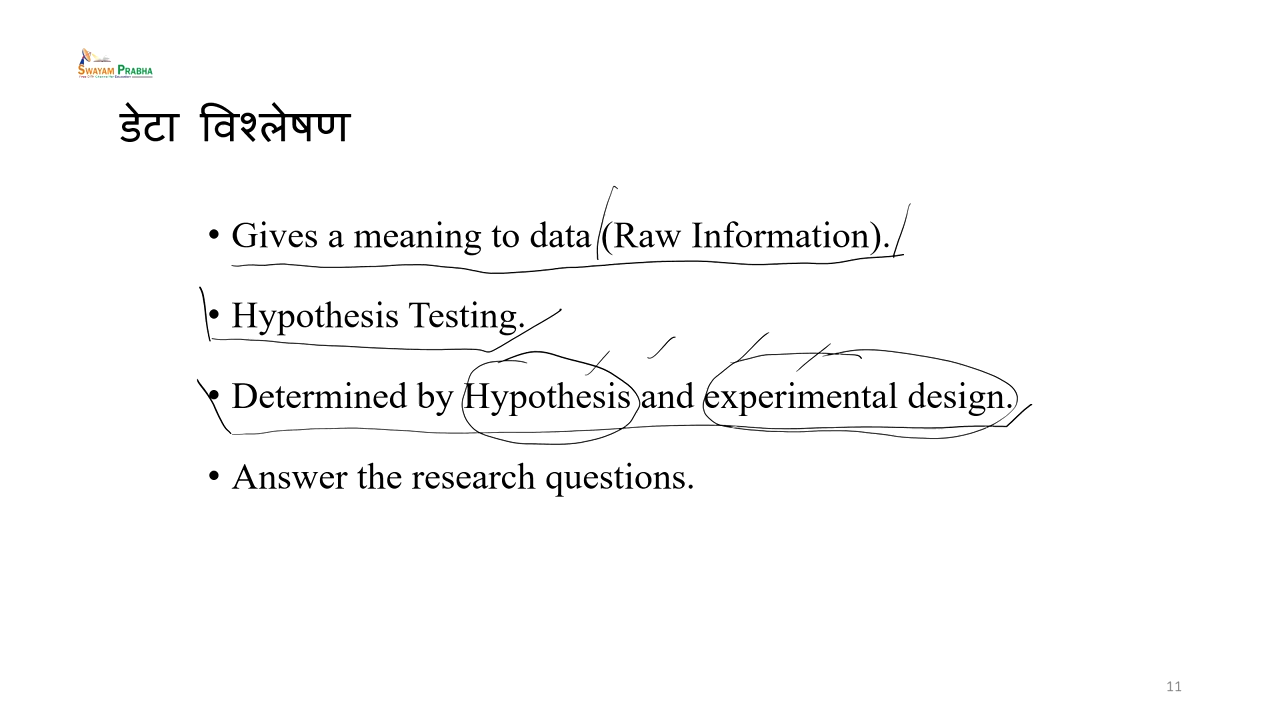 SWAYAM PRABHA
डेटा विश्लेषण
• Gives a meaning to data (Raw Information).
• Hypothesis Testing.
• Determined by Hypothesis and experimental design.
• Answer the research questions.
11